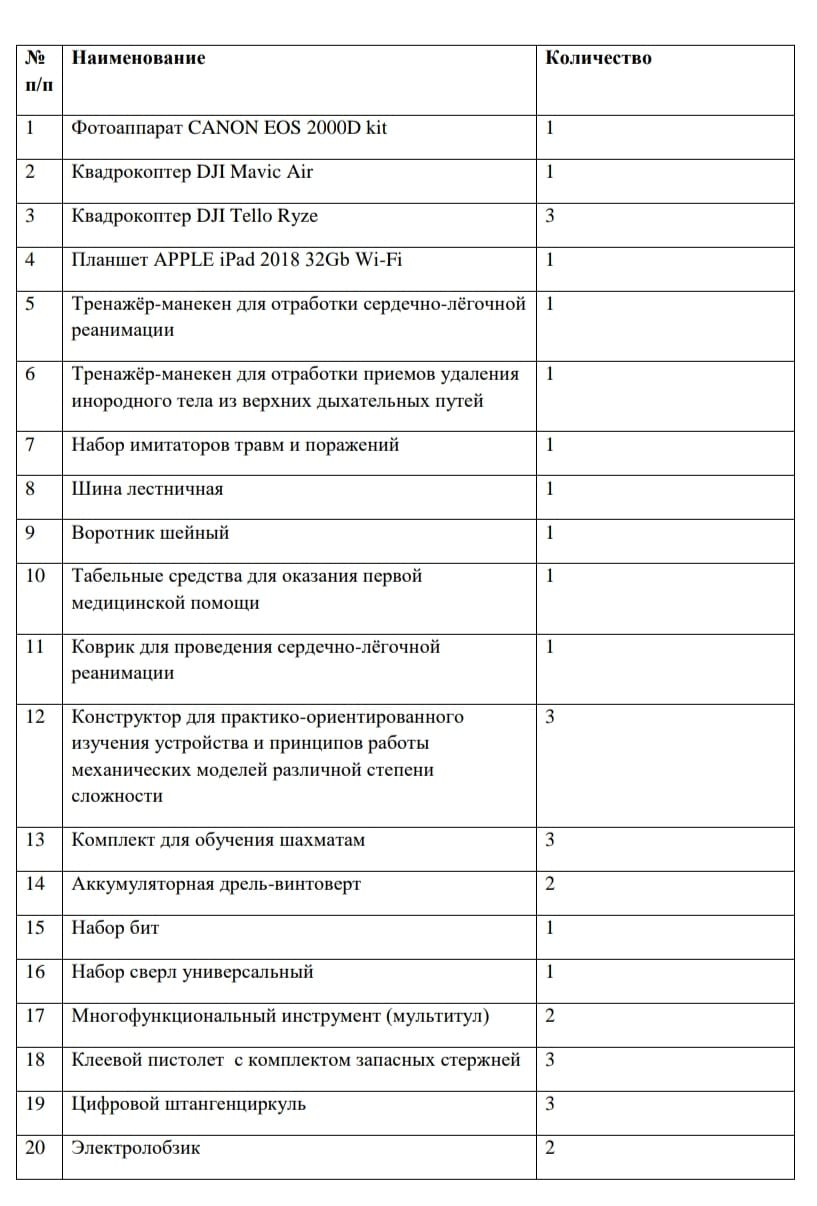 № Наименование Количество
п/п
1 Фотоаппарат CANON EOS 2000D kit 1
2 Квадрокоптер DJI Mavic Air 1
3 Квадрокоптер DJI Tello Ryze 3
4 Планшет APPLE iPad 2018 32Gb Wi-Fi 1
5 Тренажёр-манекен для отработки сердечно-лёгочной 1
реанимации
6 Тренажёр-манекен для отработки приемов удаления 1
инородного тела из верхних дыхательных путей
7 Набор имитаторов травм и поражений 1
8 Шина лестничная 1
9 Воротник шейный 1
10 Табельные средства для оказания первой 1
медицинской помощи
11 Коврик для проведения сердечно-лёгочной 1
реанимации
12 Конструктор для практико-ориентированного 3
изучения устройства и принципов работы
механических моделей различной степени
сложности
13 Комплект для обучения шахматам 3
14 Аккумуляторная дрель-винтоверт 2
15 Набор бит 1
16 Набор сверл универсальный 1
17 Многофункциональный инструмент (мультитул) 2
18 Клеевой пистолет с комплектом запасных стержней 3
19 Цифровой штангенциркуль 3
20 Электролобзик 2